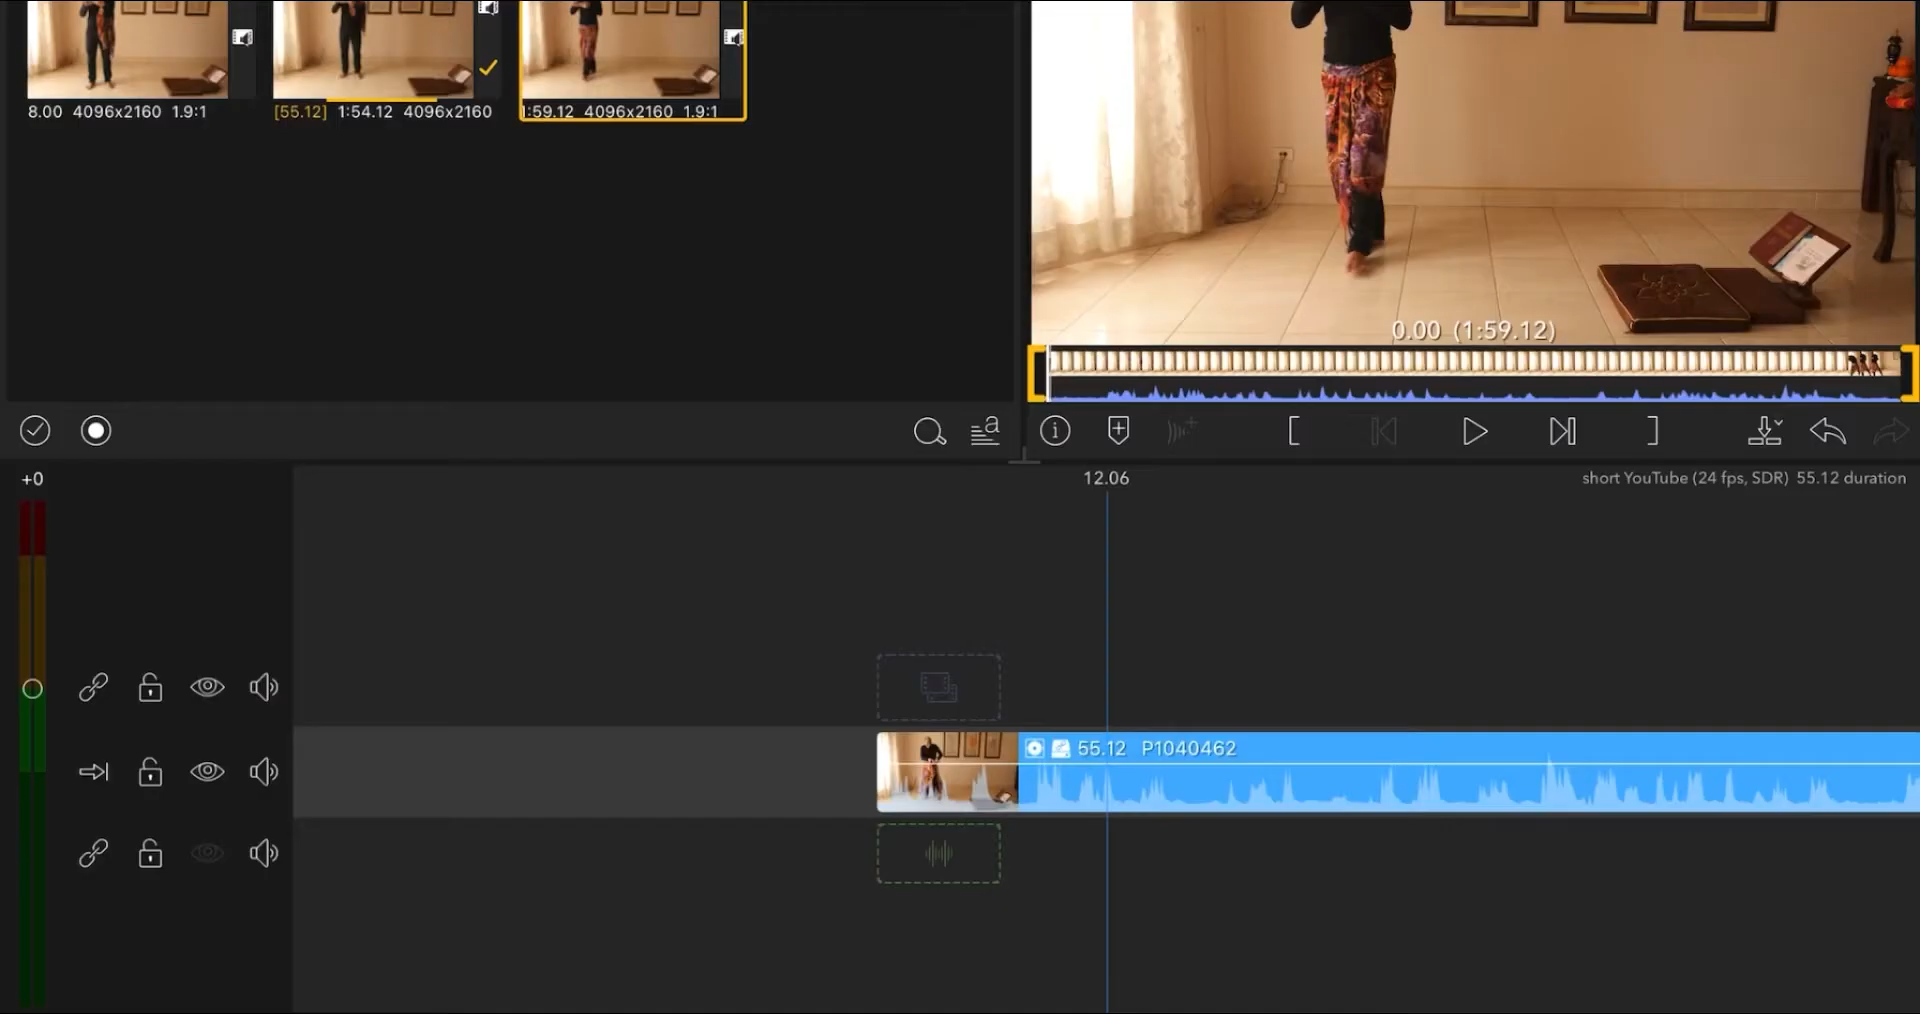 8.00 4096x2160 1.9:1
[55.12] 1:54.12 4096x2160
:59.12 4096x2160 1.9:1
0.00 (1:59.12)
a
+0
12.06
short YouTube (24 fps, SDR) 55.12 duration
55.12 P1040462